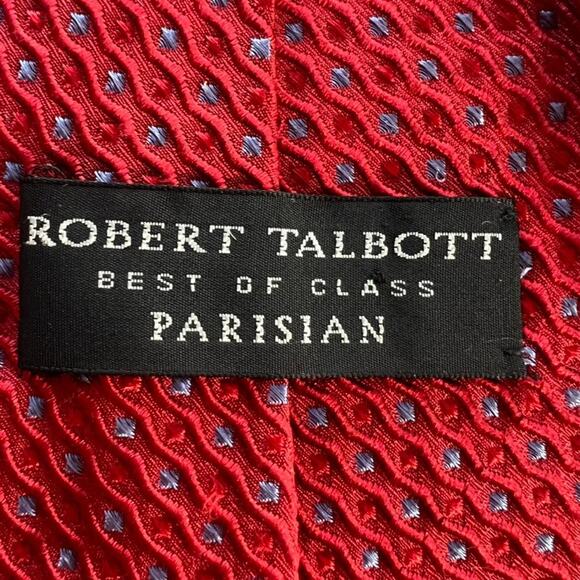 ROBERT TALBOTT
BEST OF CLASS
PARISIAN